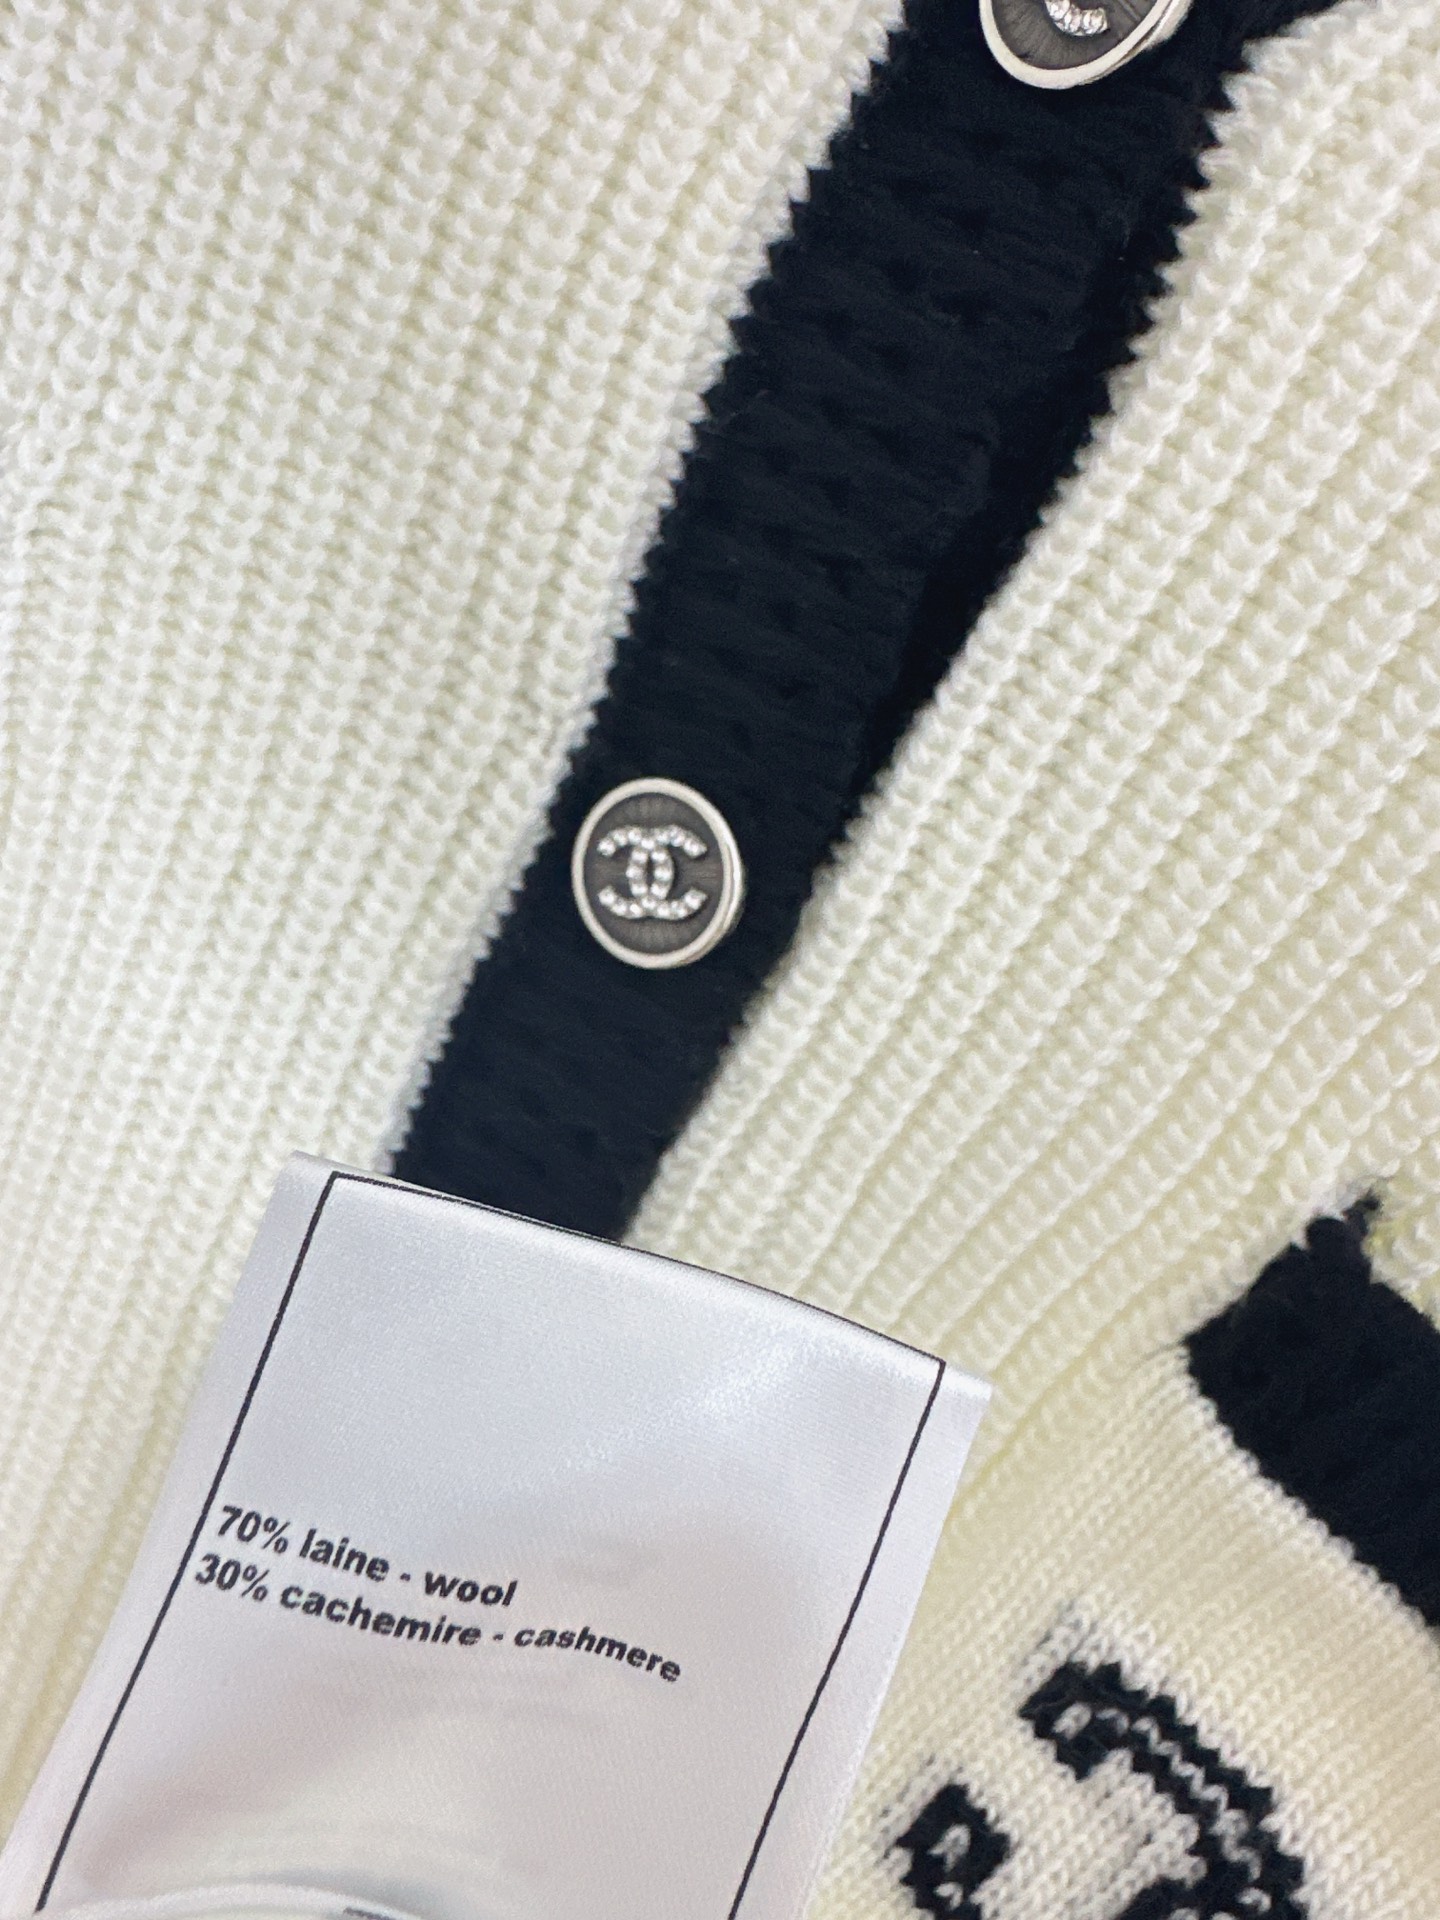 70% laine - wool
30% cachemire - cashmere